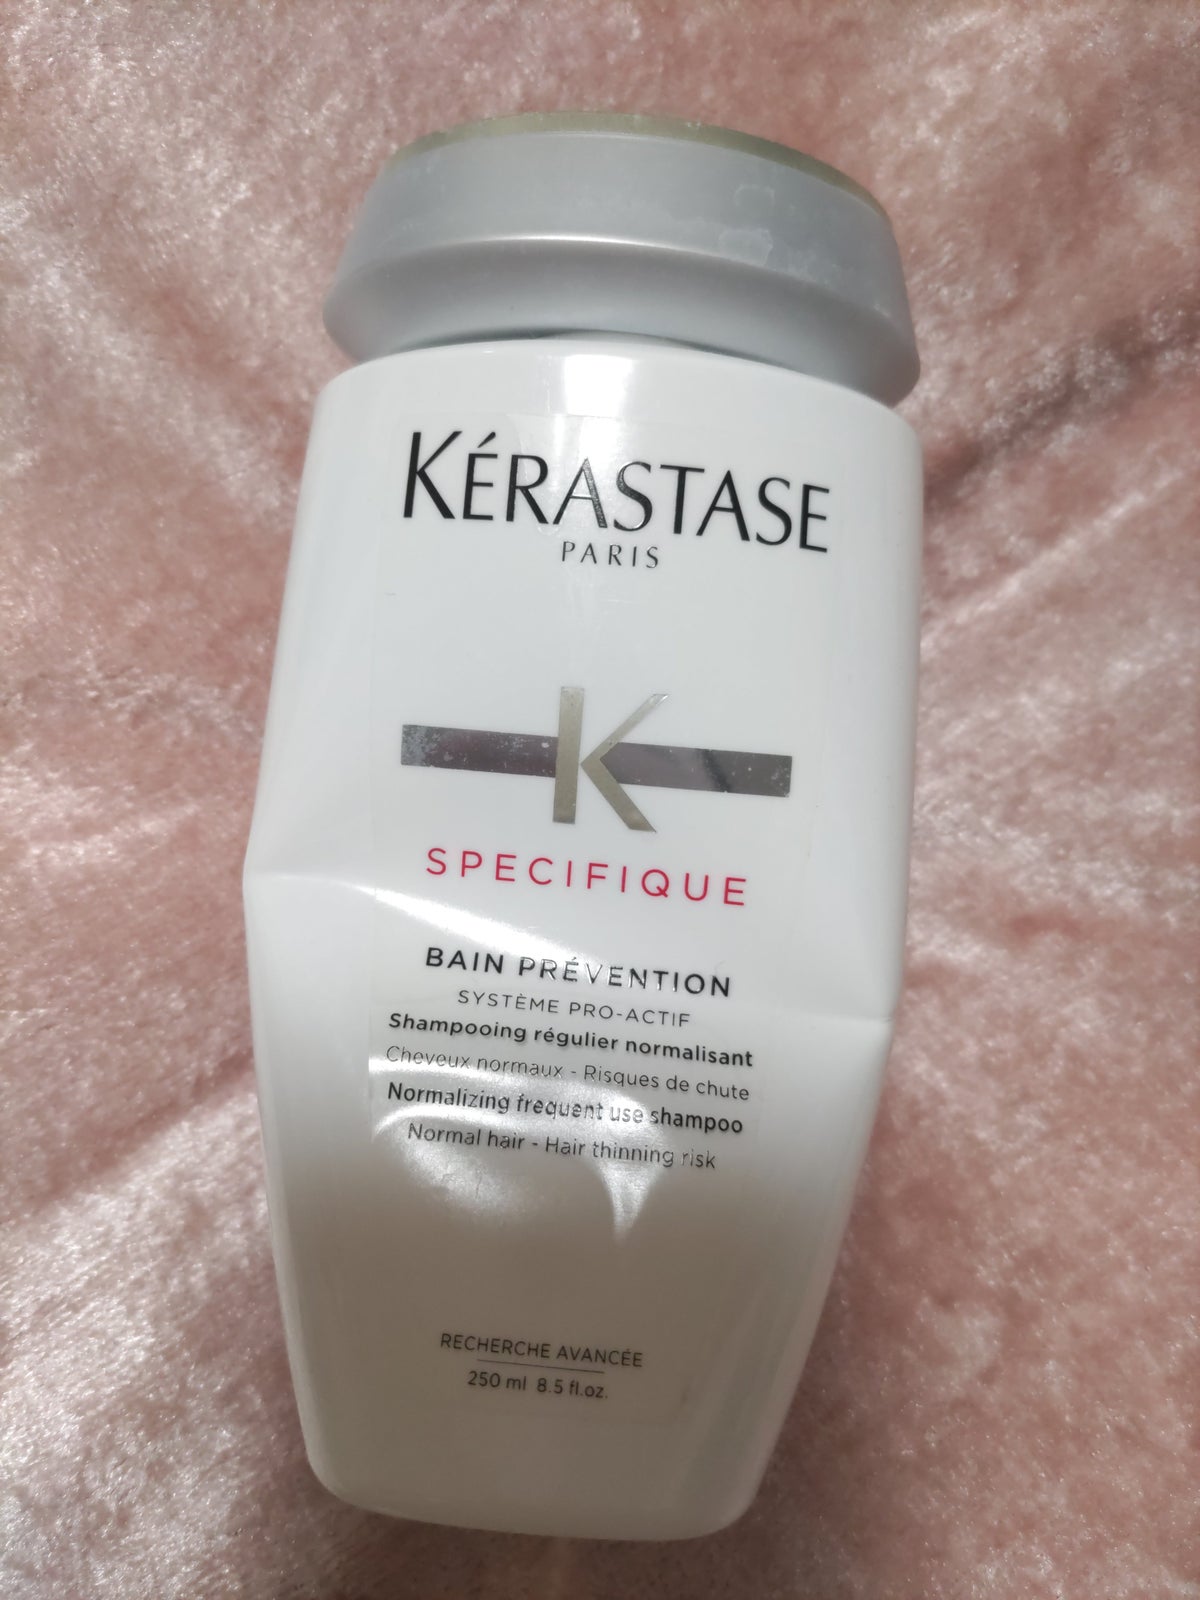 KÉRASTASE
PARIS
K
SPECIFIQUE
BAIN PRÉVENTION
SYSTÈME PRO-ACTIF
Shampooing régulier normalisant
Cheveux normaux - Risques de chute
Normalizing frequent use shampoo
Normal hair - Hair thinning risk
RECHERCHE AVANCÉE
250 ml 8.5 fl.oz.